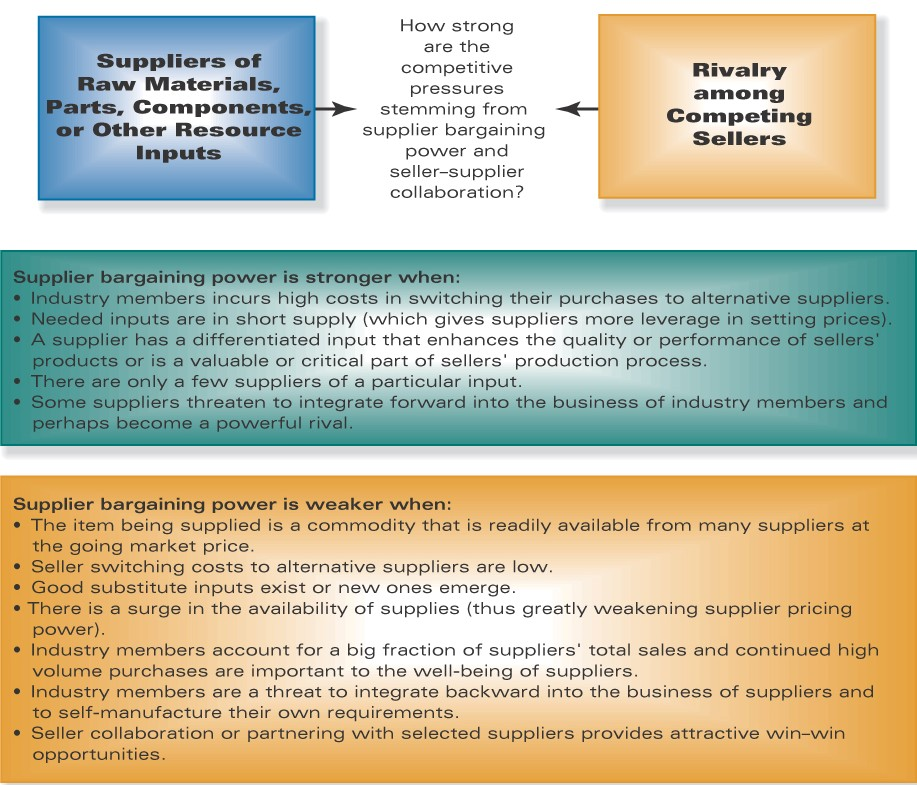 Suppliers of
Raw Materials,
Parts, Components,
or Other Resource
Inputs
How strong
are the
competitive
pressures
stemming from
supplier bargaining
power and
seller–supplier
collaboration?
Rivalry
among
Competing
Sellers
Supplier bargaining power is stronger when:
• Industry members incurs high costs in switching their purchases to alternative suppliers.
• Needed inputs are in short supply (which gives suppliers more leverage in setting prices).
• A supplier has a differentiated input that enhances the quality or performance of sellers'
products or is a valuable or critical part of sellers' production process.
• There are only a few suppliers of a particular input.
• Some suppliers threaten to integrate forward into the business of industry members and
perhaps become a powerful rival.
Supplier bargaining power is weaker when:
• The item being supplied is a commodity that is readily available from many suppliers at
the going market price.
• Seller switching costs to alternative suppliers are low.
• Good substitute inputs exist or new ones emerge.
• There is a surge in the availability of supplies (thus greatly weakening supplier pricing
power).
• Industry members account for a big fraction of suppliers' total sales and continued high
volume purchases are important to the well-being of suppliers.
• Industry members are a threat to integrate backward into the business of suppliers and
to self-manufacture their own requirements.
• Seller collaboration or partnering with selected suppliers provides attractive win–win
opportunities.